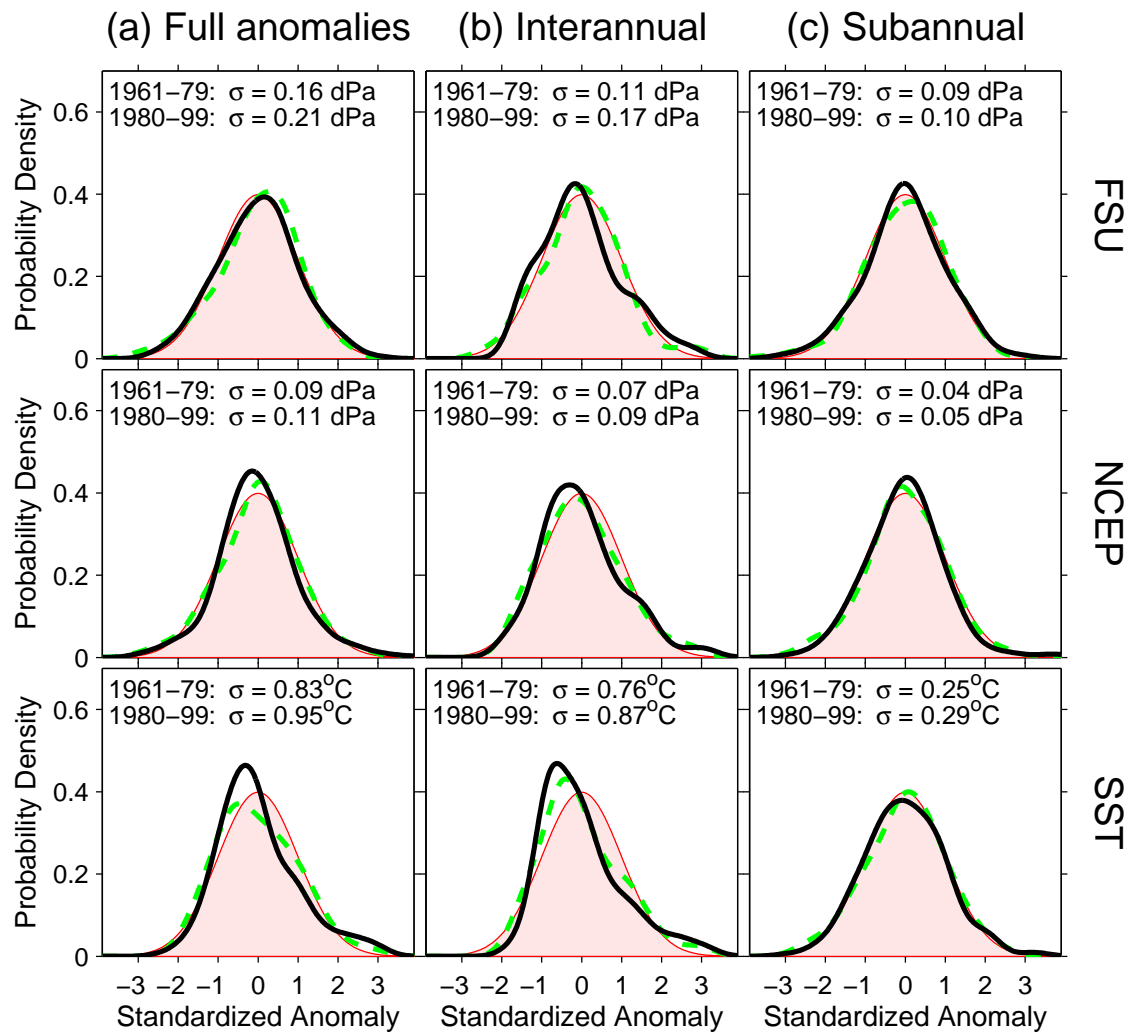 (a) Full anomalies (b) Interannual (c) Subannual
1961−79: σ = 0.16 dPa
1980−99: σ = 0.21 dPa
1961−79: σ = 0.11 dPa
1980−99: σ = 0.17 dPa
1961−79: σ = 0.09 dPa
1980−99: σ = 0.10 dPa
Probability Density
0.6
0.4
0.2
0
FSU
1961−79: σ = 0.09 dPa
1980−99: σ = 0.11 dPa
1961−79: σ = 0.07 dPa
1980−99: σ = 0.09 dPa
1961−79: σ = 0.04 dPa
1980−99: σ = 0.05 dPa
Probability Density
0.6
0.4
0.2
0
NCEP
1961−79: σ = 0.83°C
1980−99: σ = 0.95°C
1961−79: σ = 0.76°C
1980−99: σ = 0.87°C
1961−79: σ = 0.25°C
1980−99: σ = 0.29°C
Probability Density
0.6
0.4
0.2
0
SST
−3 −2 −1 0 1 2 3
−3 −2 −1 0 1 2 3
−3 −2 −1 0 1 2 3
Standardized Anomaly
Standardized Anomaly
Standardized Anomaly